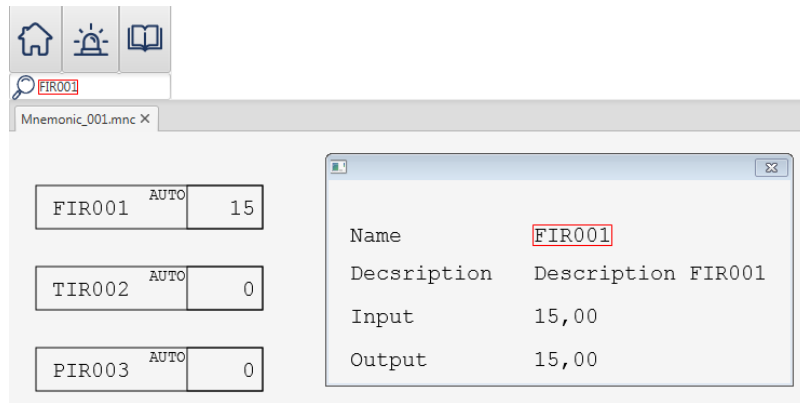 FIR001
Mnemonic_001.mnc X
FIR001 AUTO 15
TIR002 AUTO 0
PIR003 AUTO 0
Name FIR001
Decsription Description FIR001
Input 15,00
Output 15,00